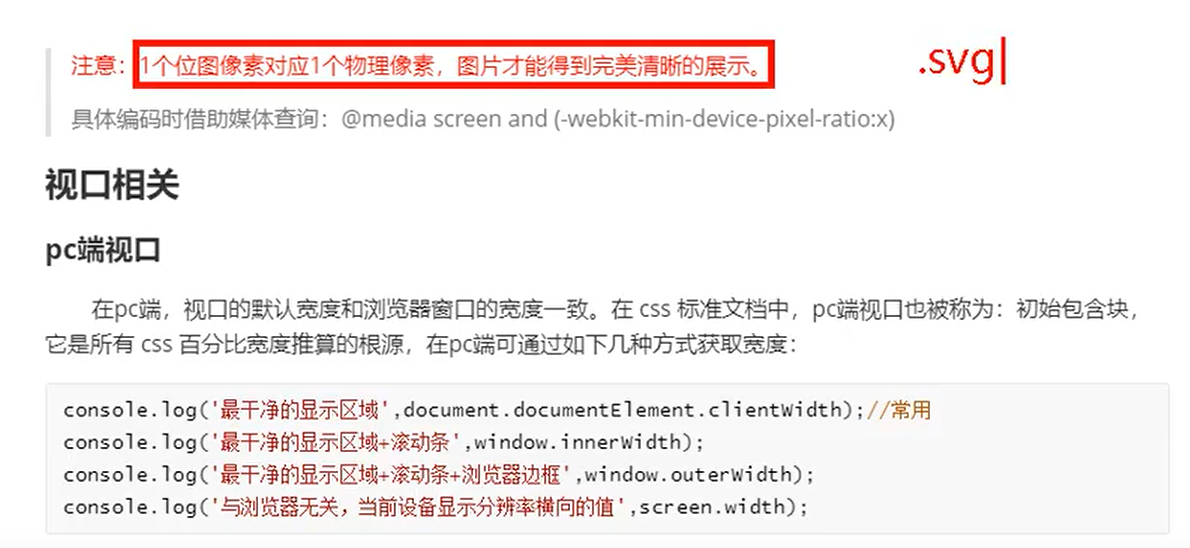 注意：1个位图像素对应1个物理像素，图片才能得到完美清晰的展示。
.svg
具体编码时借助媒体查询：@media screen and (-webkit-min-device-pixel-ratio:x)
视口相关
pc端视口
在pc端，视口的默认宽度和浏览器窗口的宽度一致。在 css 标准文档中，pc端视口也被称为：初始包含块，
它是所有 css 百分比宽度推算的根源，在pc端可通过如下几种方式获取宽度：
console.log('最干净的显示区域',document.documentElement.clientWidth);//常用
console.log('最干净的显示区域+滚动条',window.innerWidth);
console.log('最干净的显示区域+滚动条+浏览器边框',window.outerWidth);
console.log('与浏览器无关，当前设备显示分辨率横向的值',screen.width);